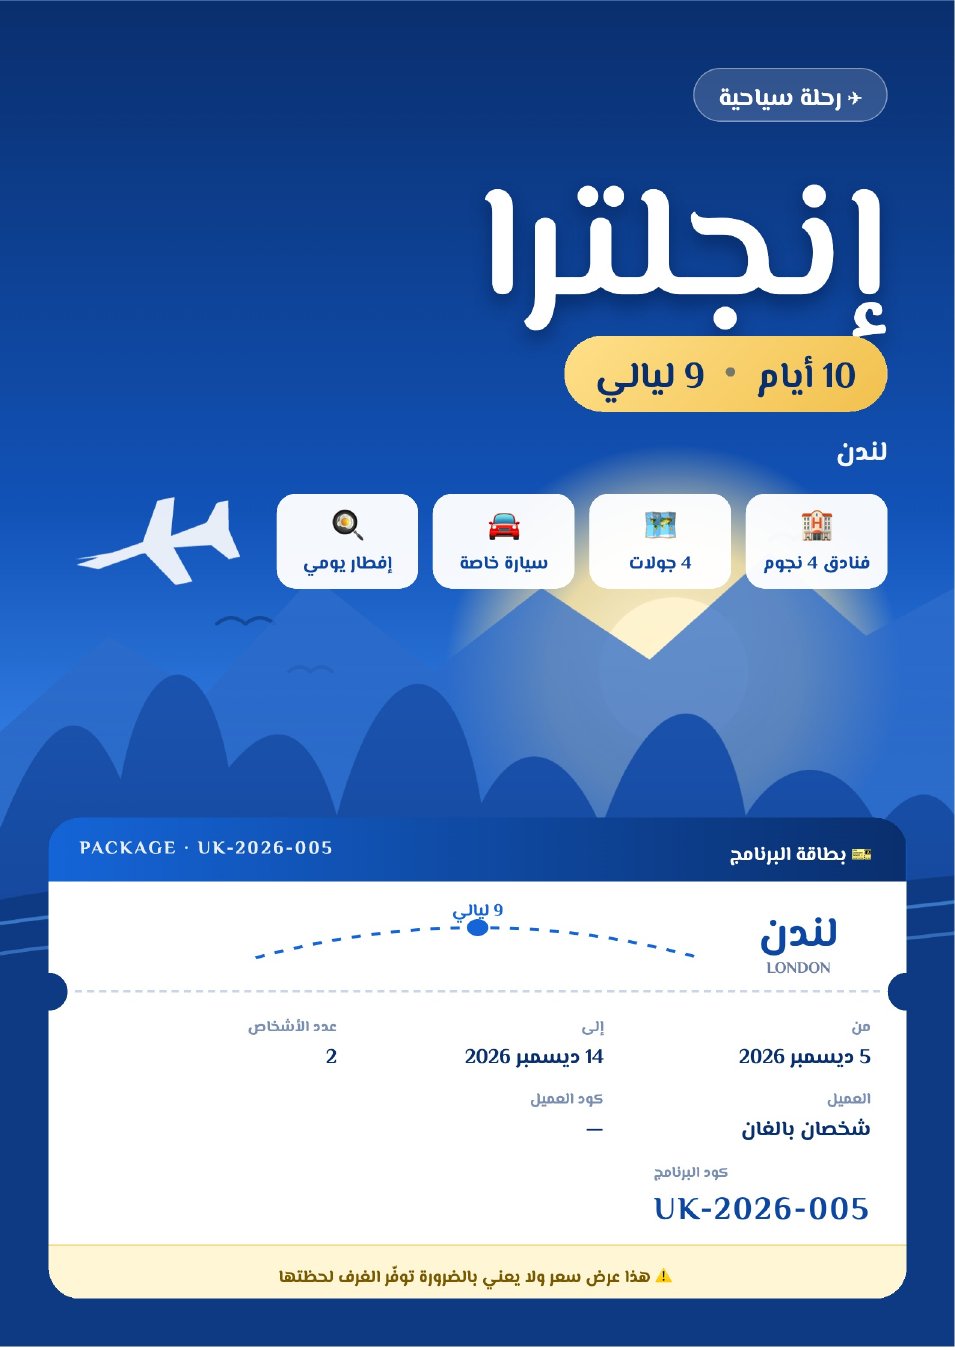 ✈ رحلة سياحية
إنجلترا
10 أيام • 9 ليالي
لندن
فنادق 4 نجوم
4 جولات
سيارة خاصة
إفطار يومي
🎫 بطاقة البرنامج
PACKAGE · UK-2026-005
9 ليالي
لندن
LONDON
من
إلى
عدد الأشخاص
5 ديسمبر 2026
14 ديسمبر 2026
2
العميل
كود العميل
شخصان بالغان
—
كود البرنامج
UK-2026-005
⚠️ هذا عرض سعر ولا يعني بالضرورة توفّر الغرف لحظتها